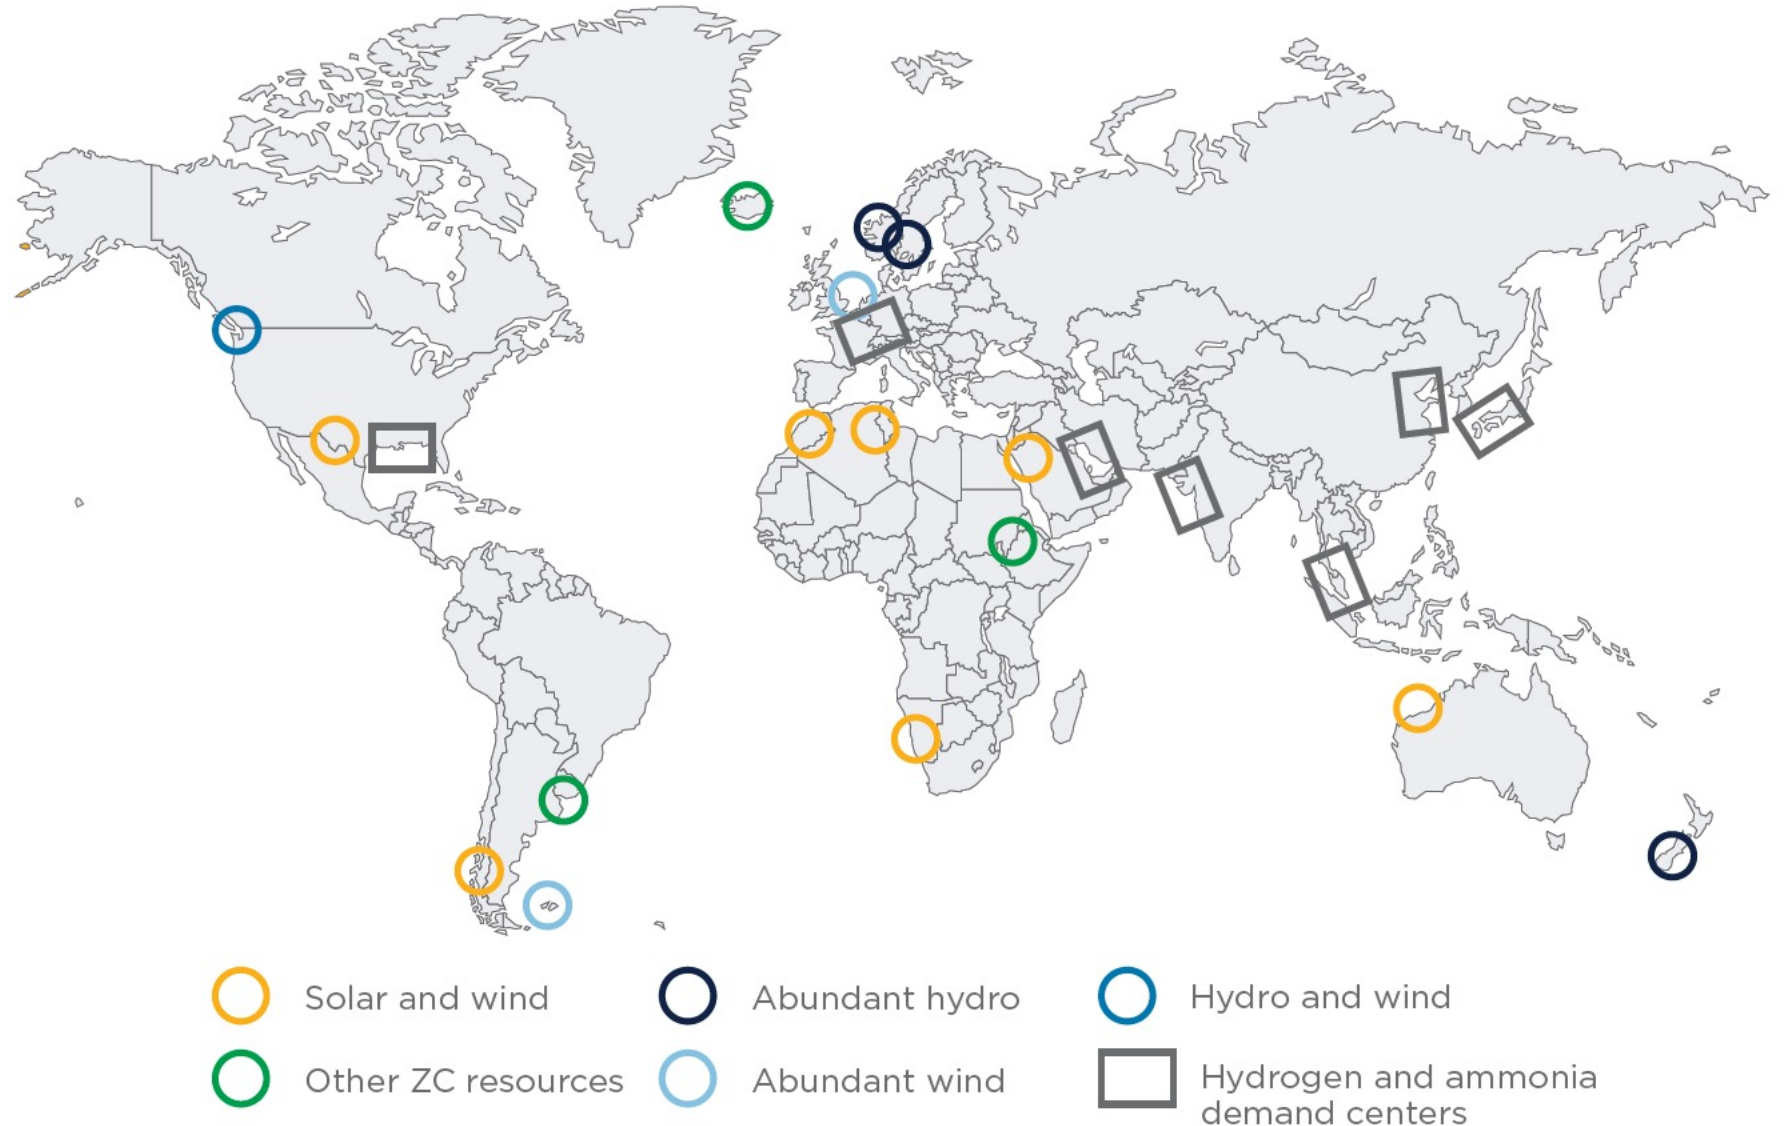 Solar and wind
Abundant hydro
Hydro and wind
Other ZC resources
Abundant wind
Hydrogen and ammonia
demand centers